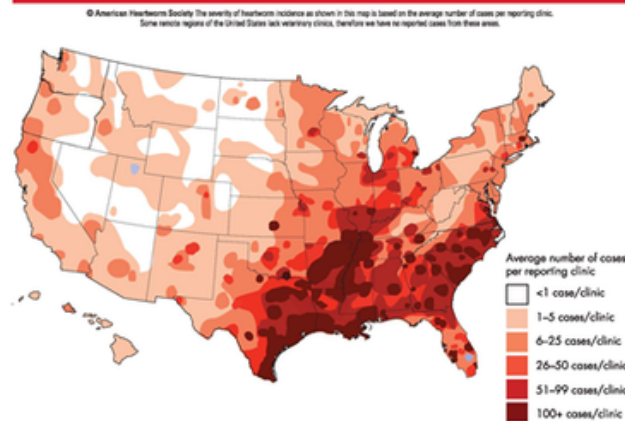 © American Heartworm Society The severity of heartworm incidence as shown in this map is based on the average number of cases per reporting clinic.
Some remote regions of the United States lack veterinary clinics, therefore we have no reported cases from these areas.
Average number of cases
per reporting clinic
<1 case/clinic
1–5 cases/clinic
6–25 cases/clinic
26–50 cases/clinic
51–99 cases/clinic
100+ cases/clinic